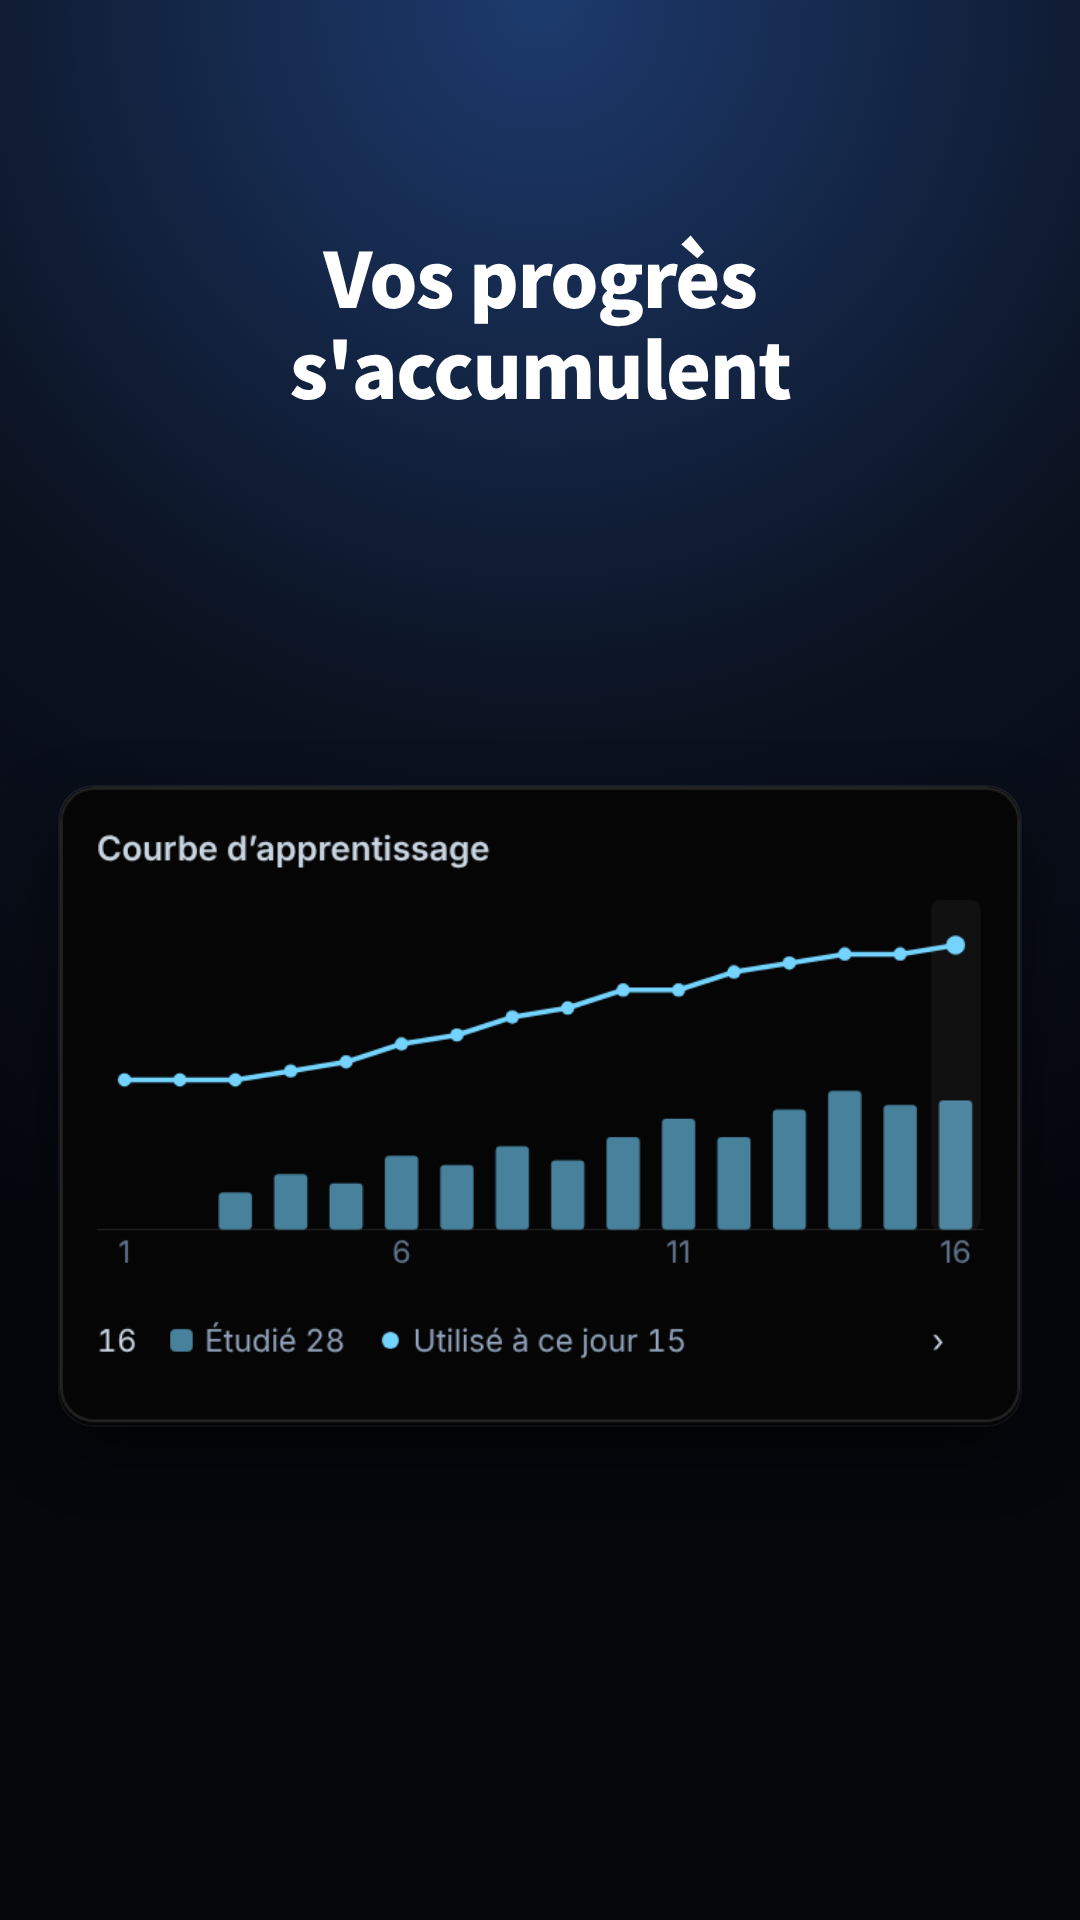 Vos progrès
s'accumulent
Courbe d’apprentissage
1 6 11 16
16 Étudié 28 Utilisé à ce jour 15 ›